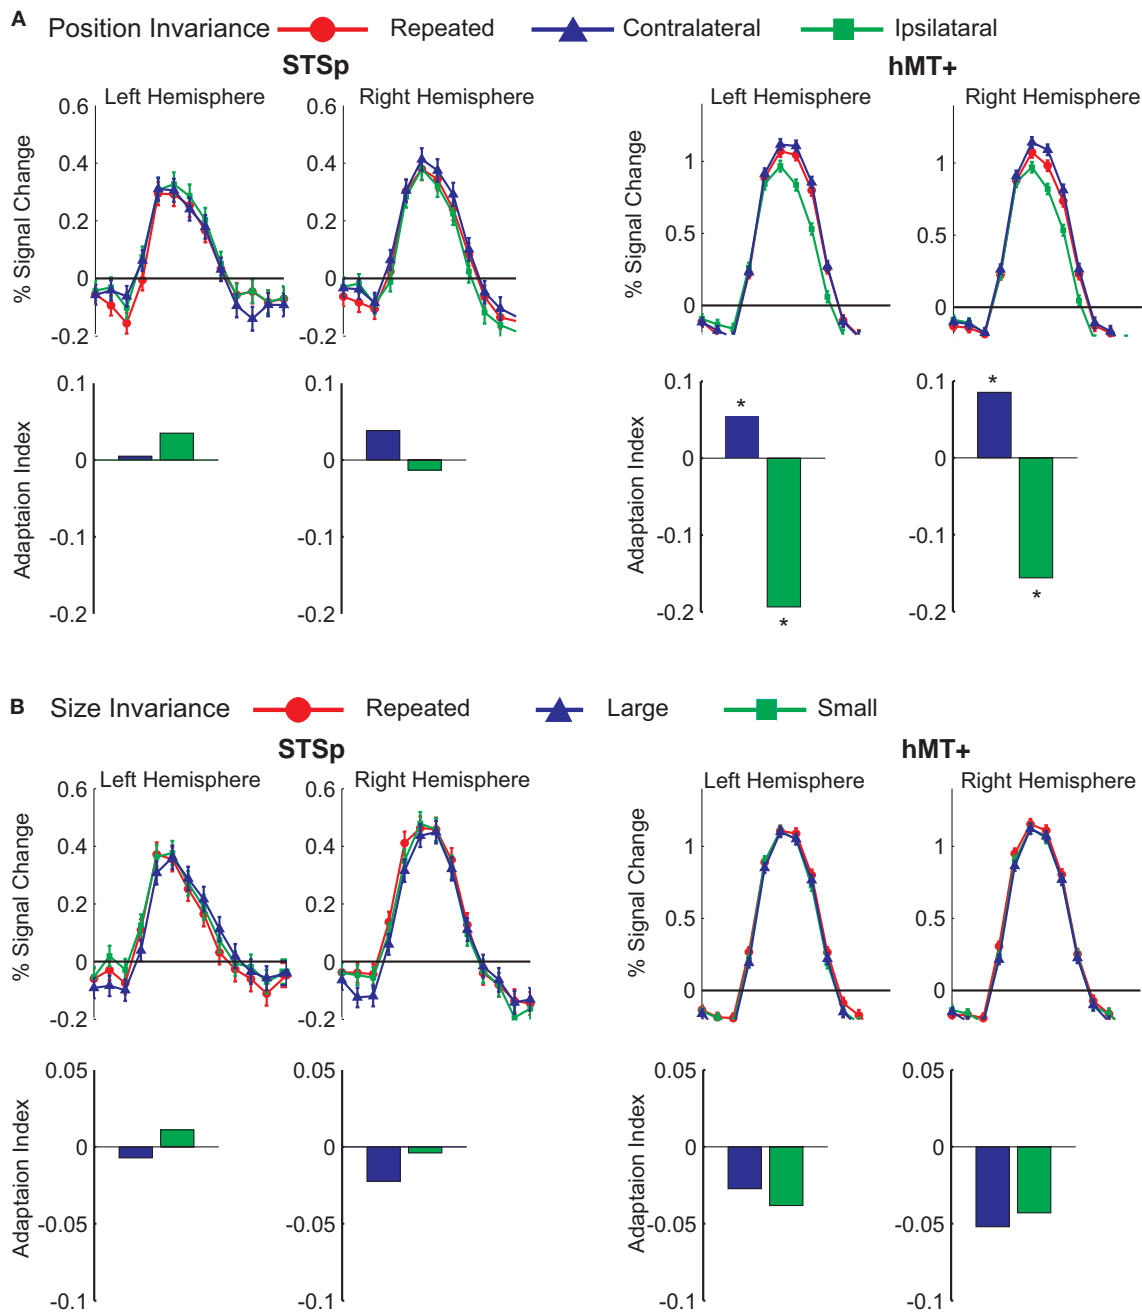 A Position Invariance Repeated Contralateral Ipsilataral
STSp hMT+
Left Hemisphere Right Hemisphere Left Hemisphere Right Hemisphere
% Signal Change % Signal Change
0.6 0.6
0.4 0.4 1 1
0.2 0.2 0.5 0.5
0 0 0 0
-0.2 -0.2
Adaptaion Index Adaptaion Index
0.1 0.1 0.1 0.1
* *
0 0 0 0
-0.1 -0.1 -0.1 -0.1
-0.2 -0.2 -0.2 -0.2
* *
B Size Invariance Repeated Large Small
STSp hMT+
Left Hemisphere Right Hemisphere Left Hemisphere Right Hemisphere
% Signal Change % Signal Change
0.6 0.6
0.4 0.4 1 1
0.2 0.2 0.5 0.5
0 0 0 0
-0.2 -0.2
Adaptaion Index Adaptaion Index
0.05 0.05 0.05 0.05
0 0 0 0
-0.05 -0.05 -0.05 -0.05
-0.1 -0.1 -0.1 -0.1